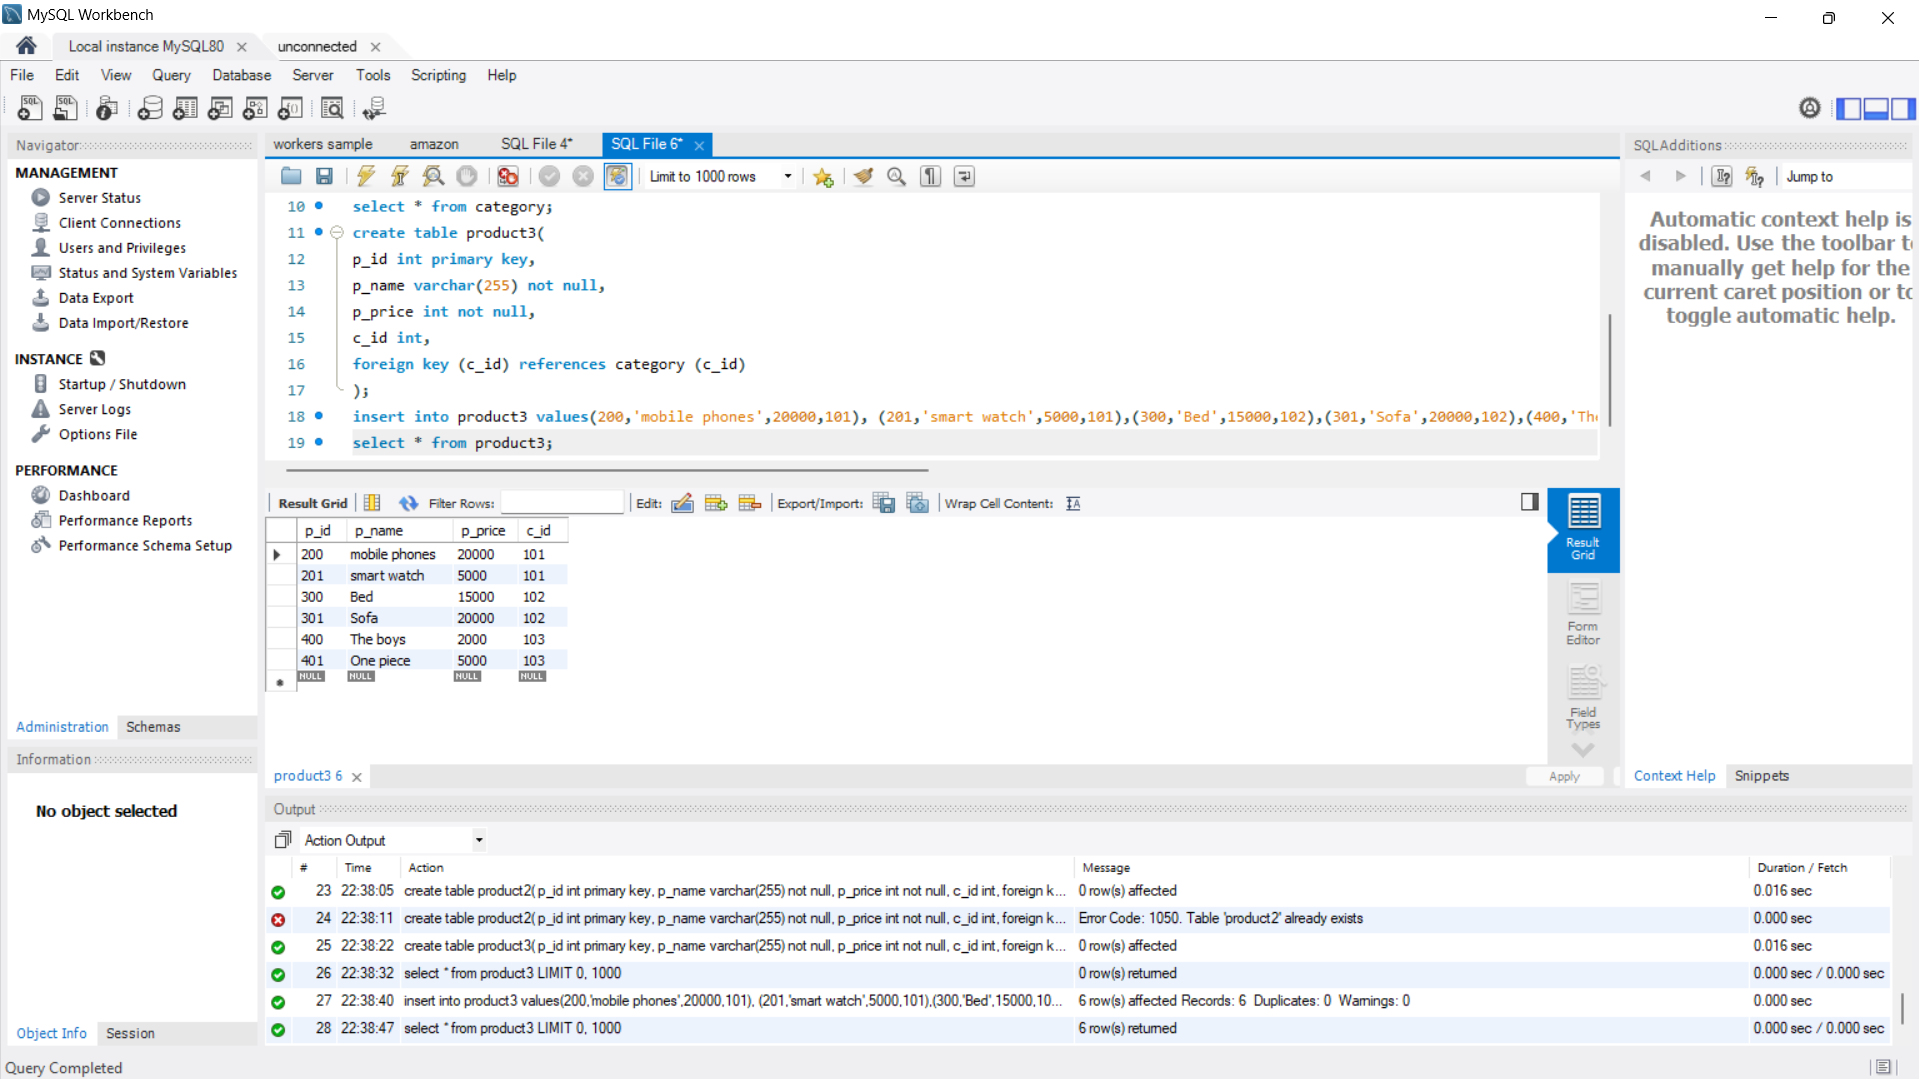 MySQL Workbench
Local instance MySQL80
unconnected
File Edit View Query Database Server Tools Scripting Help
Navigator
MANAGEMENT
Server Status
Client Connections
Users and Privileges
Status and System Variables
Data Export
Data Import/Restore
INSTANCE
Startup / Shutdown
Server Logs
Options File
PERFORMANCE
Dashboard
Performance Reports
Performance Schema Setup
Administration Schemas
Information
No object selected
Object Info Session
Query Completed
workers sample amazon SQL File 4* SQL File 6*
Limit to 1000 rows
10 select * from category;
11 create table product3(
12 p_id int primary key,
13 p_name varchar(255) not null,
14 p_price int not null,
15 c_id int,
16 foreign key (c_id) references category (c_id)
17 );
18 insert into product3 values(200,'mobile phones',20000,101), (201,'smart watch',5000,101),(300,'Bed',15000,102),(301,'Sofa',20000,102),(400,'Th
19 select * from product3;
Result Grid Filter Rows: Edit: Export/Import: Wrap Cell Content:
p_id p_name p_price c_id
200 mobile phones 20000 101
201 smart watch 5000 101
300 Bed 15000 102
301 Sofa 20000 102
400 The boys 2000 103
401 One piece 5000 103
NULL NULL NULL NULL
Result
Grid
Form
Editor
Field
Types
product3 6
Apply
SQLAdditions
Jump to
Automatic context help is
disabled. Use the toolbar t
manually get help for the
current caret position or to
toggle automatic help.
Context Help Snippets
Output
Action Output
# Time Action Message Duration / Fetch
23 22:38:05 create table product2( p_id int primary key, p_name varchar(255) not null, p_price int not null, c_id int, foreign k... 0 row(s) affected 0.016 sec
24 22:38:11 create table product2( p_id int primary key, p_name varchar(255) not null, p_price int not null, c_id int, foreign k... Error Code: 1050. Table 'product2' already exists 0.000 sec
25 22:38:22 create table product3( p_id int primary key, p_name varchar(255) not null, p_price int not null, c_id int, foreign k... 0 row(s) affected 0.016 sec
26 22:38:32 select * from product3 LIMIT 0, 1000 0 row(s) returned 0.000 sec / 0.000 sec
27 22:38:40 insert into product3 values(200,'mobile phones',20000,101), (201,'smart watch',5000,101),(300,'Bed',15000,10... 6 row(s) affected Records: 6 Duplicates: 0 Warnings: 0 0.000 sec
28 22:38:47 select * from product3 LIMIT 0, 1000 6 row(s) returned 0.000 sec / 0.000 sec